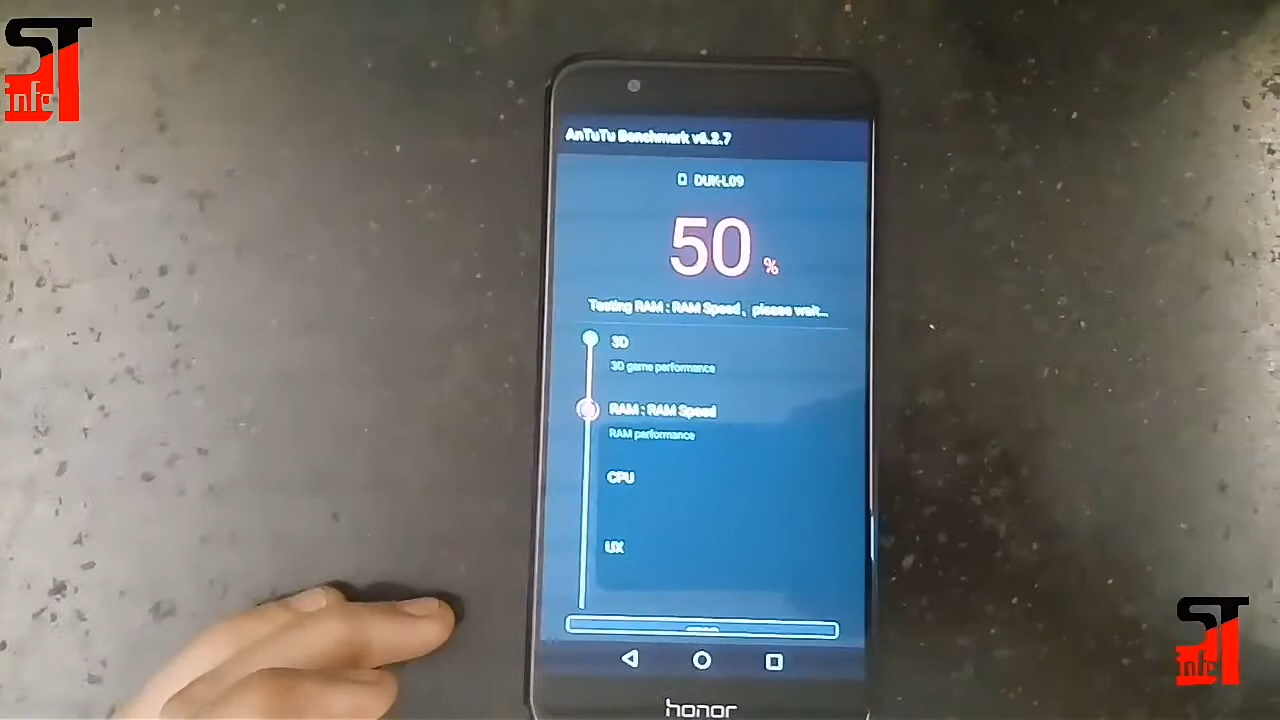 ST
info
AnTuTu Benchmark v6.2.7
DUK-L09
50 %
Testing RAM : RAM Speed , please wait...
3D
3D game performance
RAM : RAM Speed
RAM performance
CPU
UX
honor
ST
info